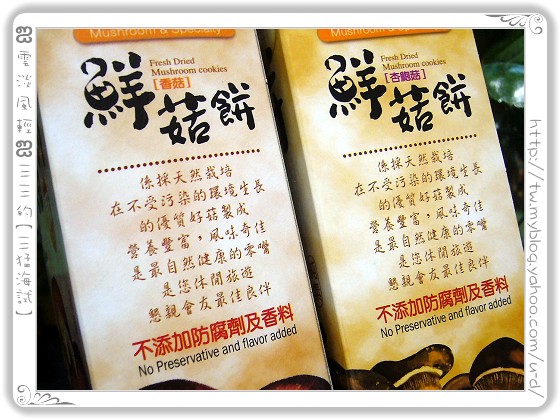 雲淡風輕
三三的【三猛海試】
Mushroom & Specialty
鮮菇餅
Fresh Dried
Mushroom cookies
[香菇]
係採天然栽培
在不受污染的環境生長
的優質好菇製成
營養豐富，風味奇佳
是最自然健康的零嘴
是您休閒旅遊
懇親會友最佳良伴
不添加防腐劑及香料
No Preservative and flavor added
Mushroom & Specialty
鮮菇餅
Fresh Dried
Mushroom cookies
[杏鮑菇]
係採天然栽培
在不受污染的環境生長
的優質好菇製成
營養豐富，風味奇佳
是最自然健康的零嘴
是您休閒旅遊
懇親會友最佳良伴
不添加防腐劑及香料
No Preservative and flavor added
http://tw.myblog.yahoo.com/u-d/